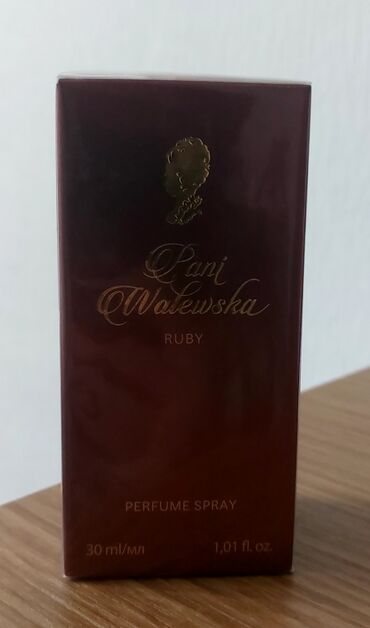 Pani
Walewska
RUBY
PERFUME SPRAY
30 ml/мл 1,01 fl. oz.